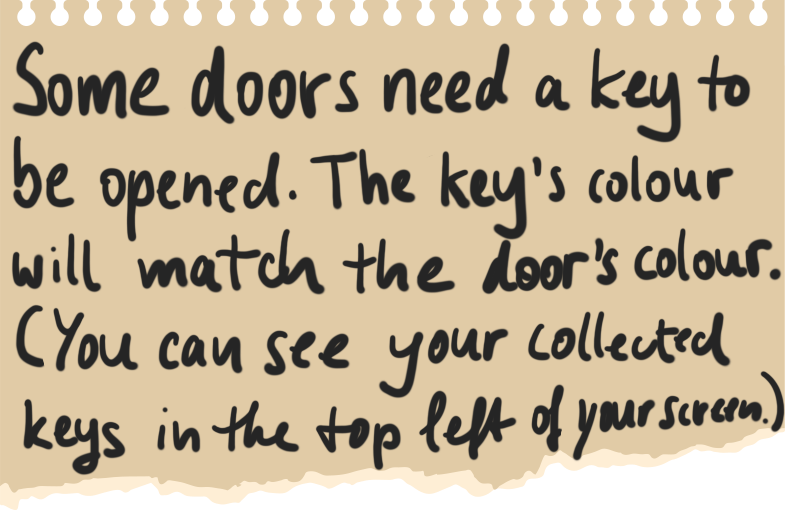 Some doors need a key to
be opened. The key's colour
will match the door's colour.
(You can see your collected
keys in the top left of your screen.)